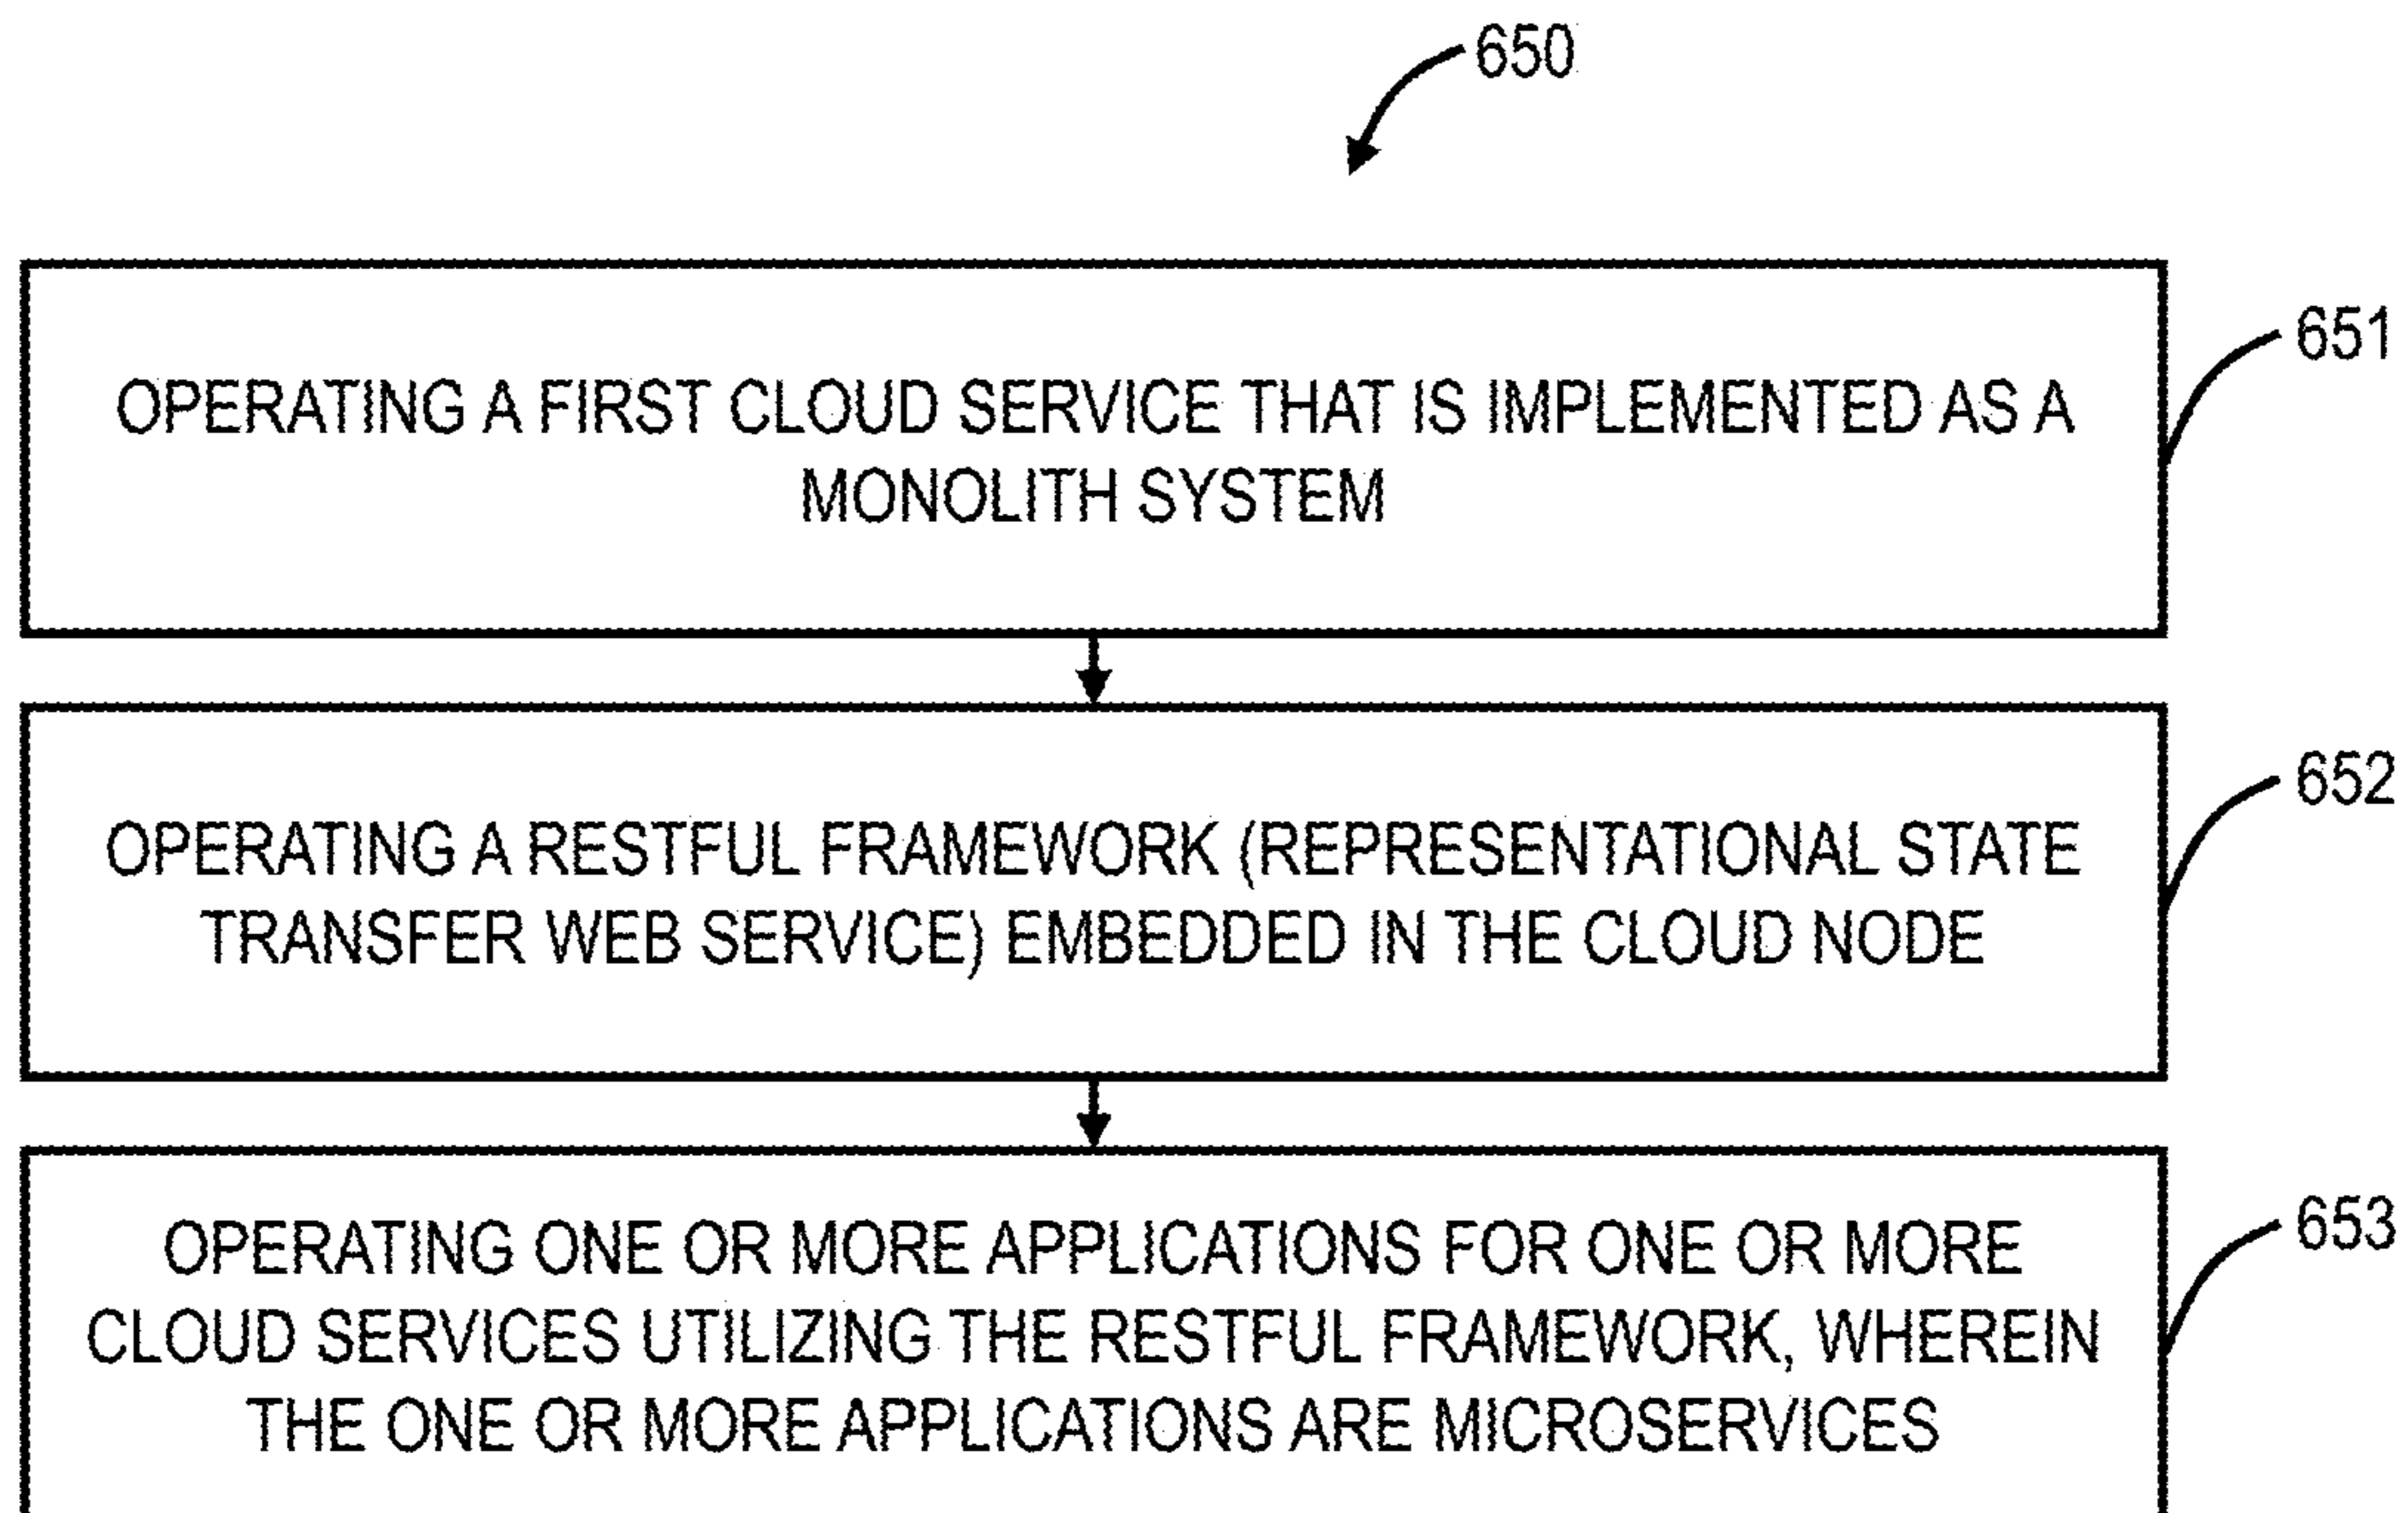 650
OPERATING A FIRST CLOUD SERVICE THAT IS IMPLEMENTED AS A
MONOLITH SYSTEM
651
OPERATING A RESTFUL FRAMEWORK (REPRESENTATIONAL STATE
TRANSFER WEB SERVICE) EMBEDDED IN THE CLOUD NODE
652
OPERATING ONE OR MORE APPLICATIONS FOR ONE OR MORE
CLOUD SERVICES UTILIZING THE RESTFUL FRAMEWORK, WHEREIN
THE ONE OR MORE APPLICATIONS ARE MICROSERVICES
653